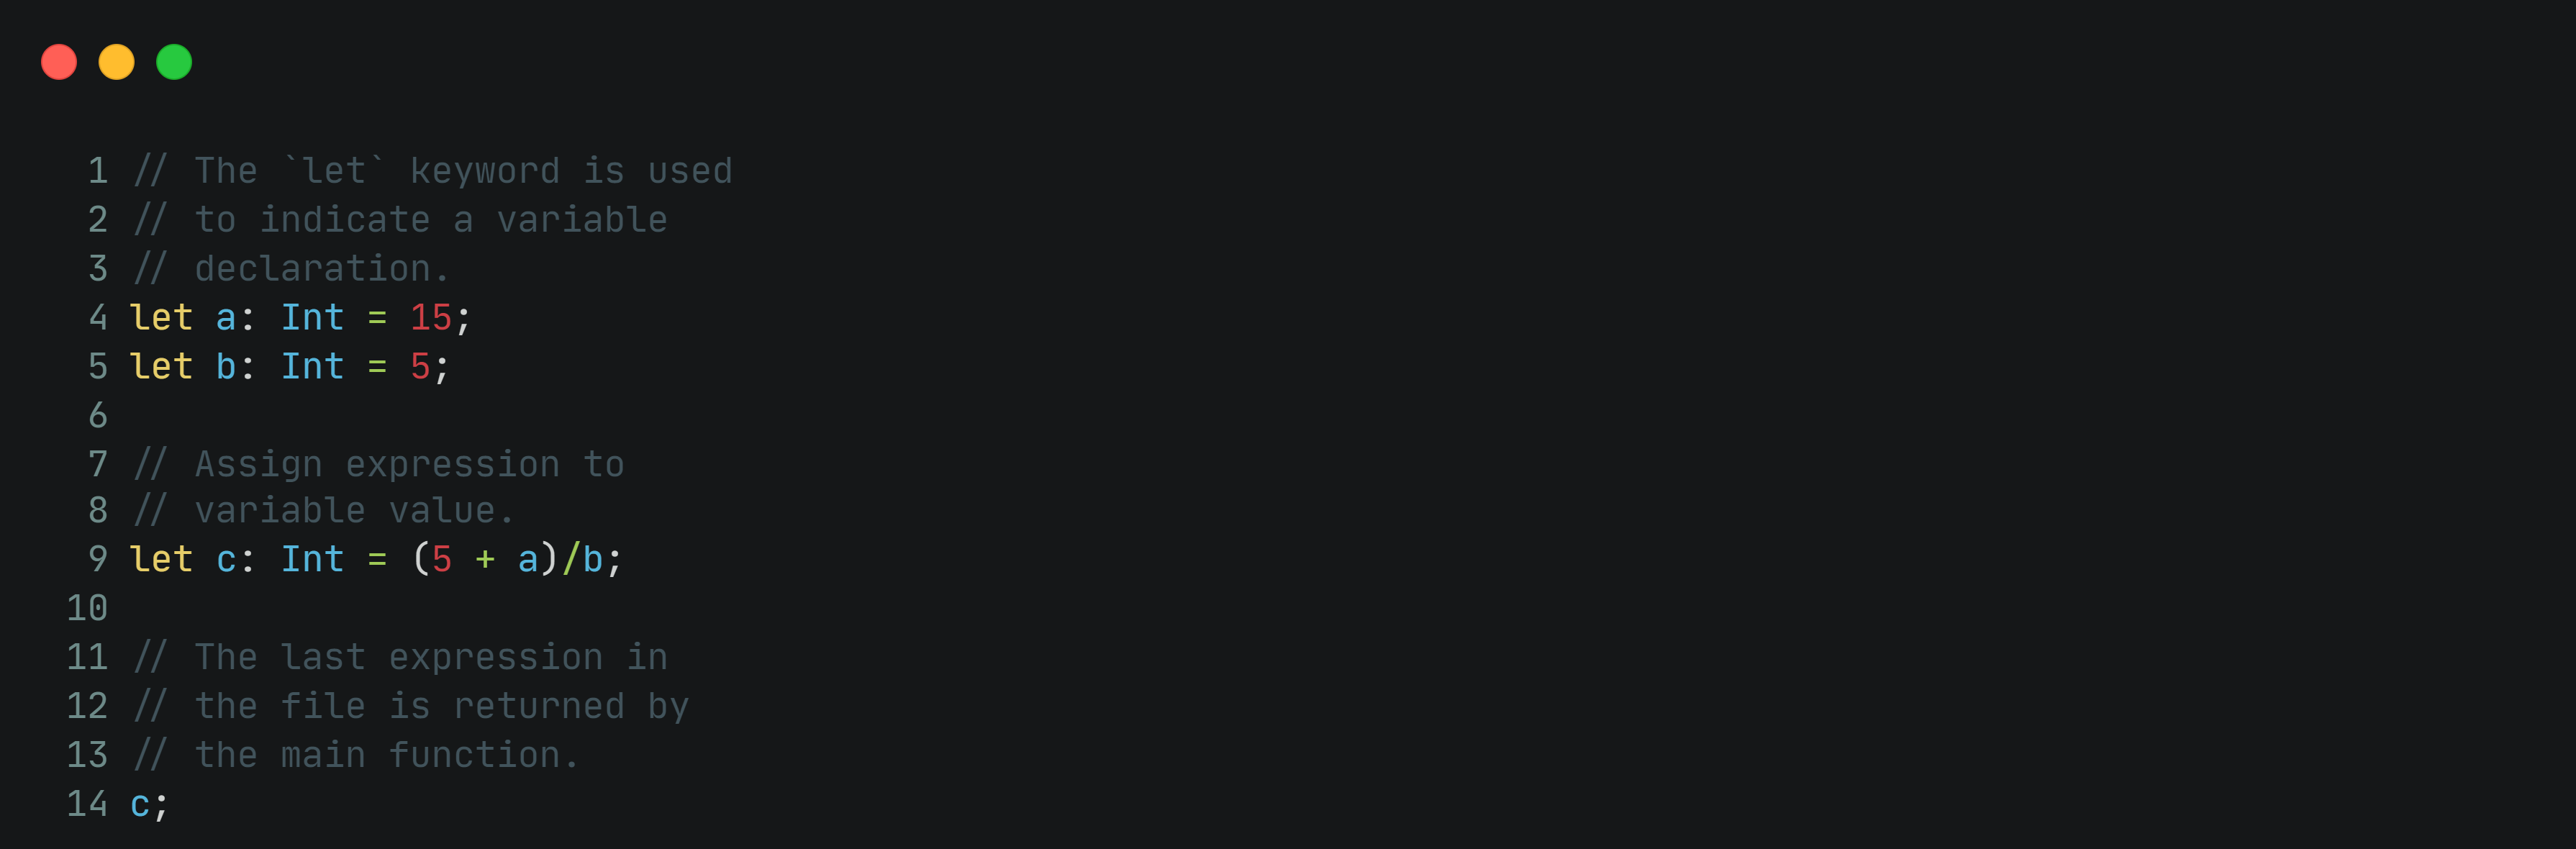 1 // The `let` keyword is used
2 // to indicate a variable
3 // declaration.
4 let a: Int = 15;
5 let b: Int = 5;
6
7 // Assign expression to
8 // variable value.
9 let c: Int = (5 + a)/b;
10
11 // The last expression in
12 // the file is returned by
13 // the main function.
14 c;